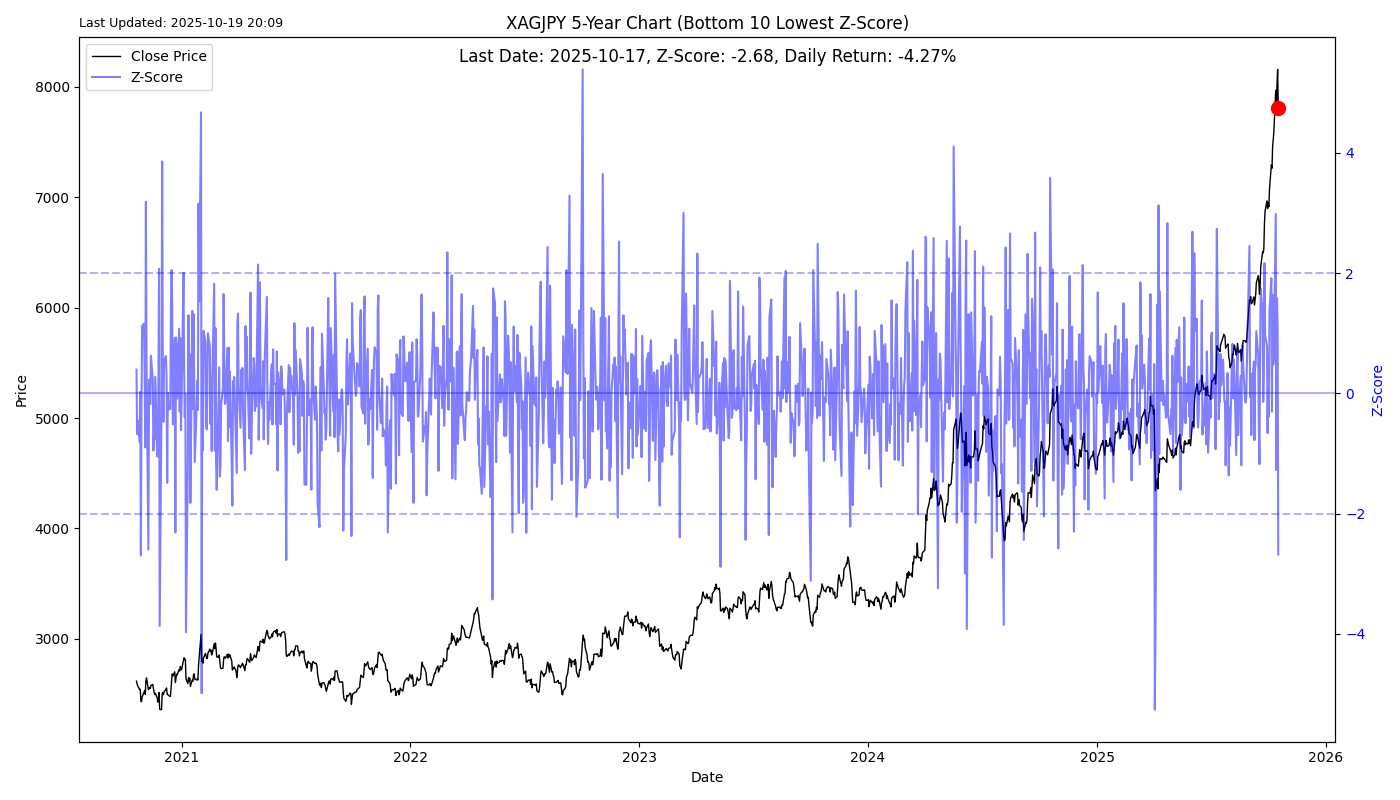 Last Updated: 2025-10-19 20:09
XAGJPY 5-Year Chart (Bottom 10 Lowest Z-Score)
Last Date: 2025-10-17, Z-Score: -2.68, Daily Return: -4.27%
Close Price
Z-Score
8000
7000
6000
5000
4000
3000
Price
4
2
0
−2
−4
Z-Score
2021
2022
2023
2024
2025
2026
Date